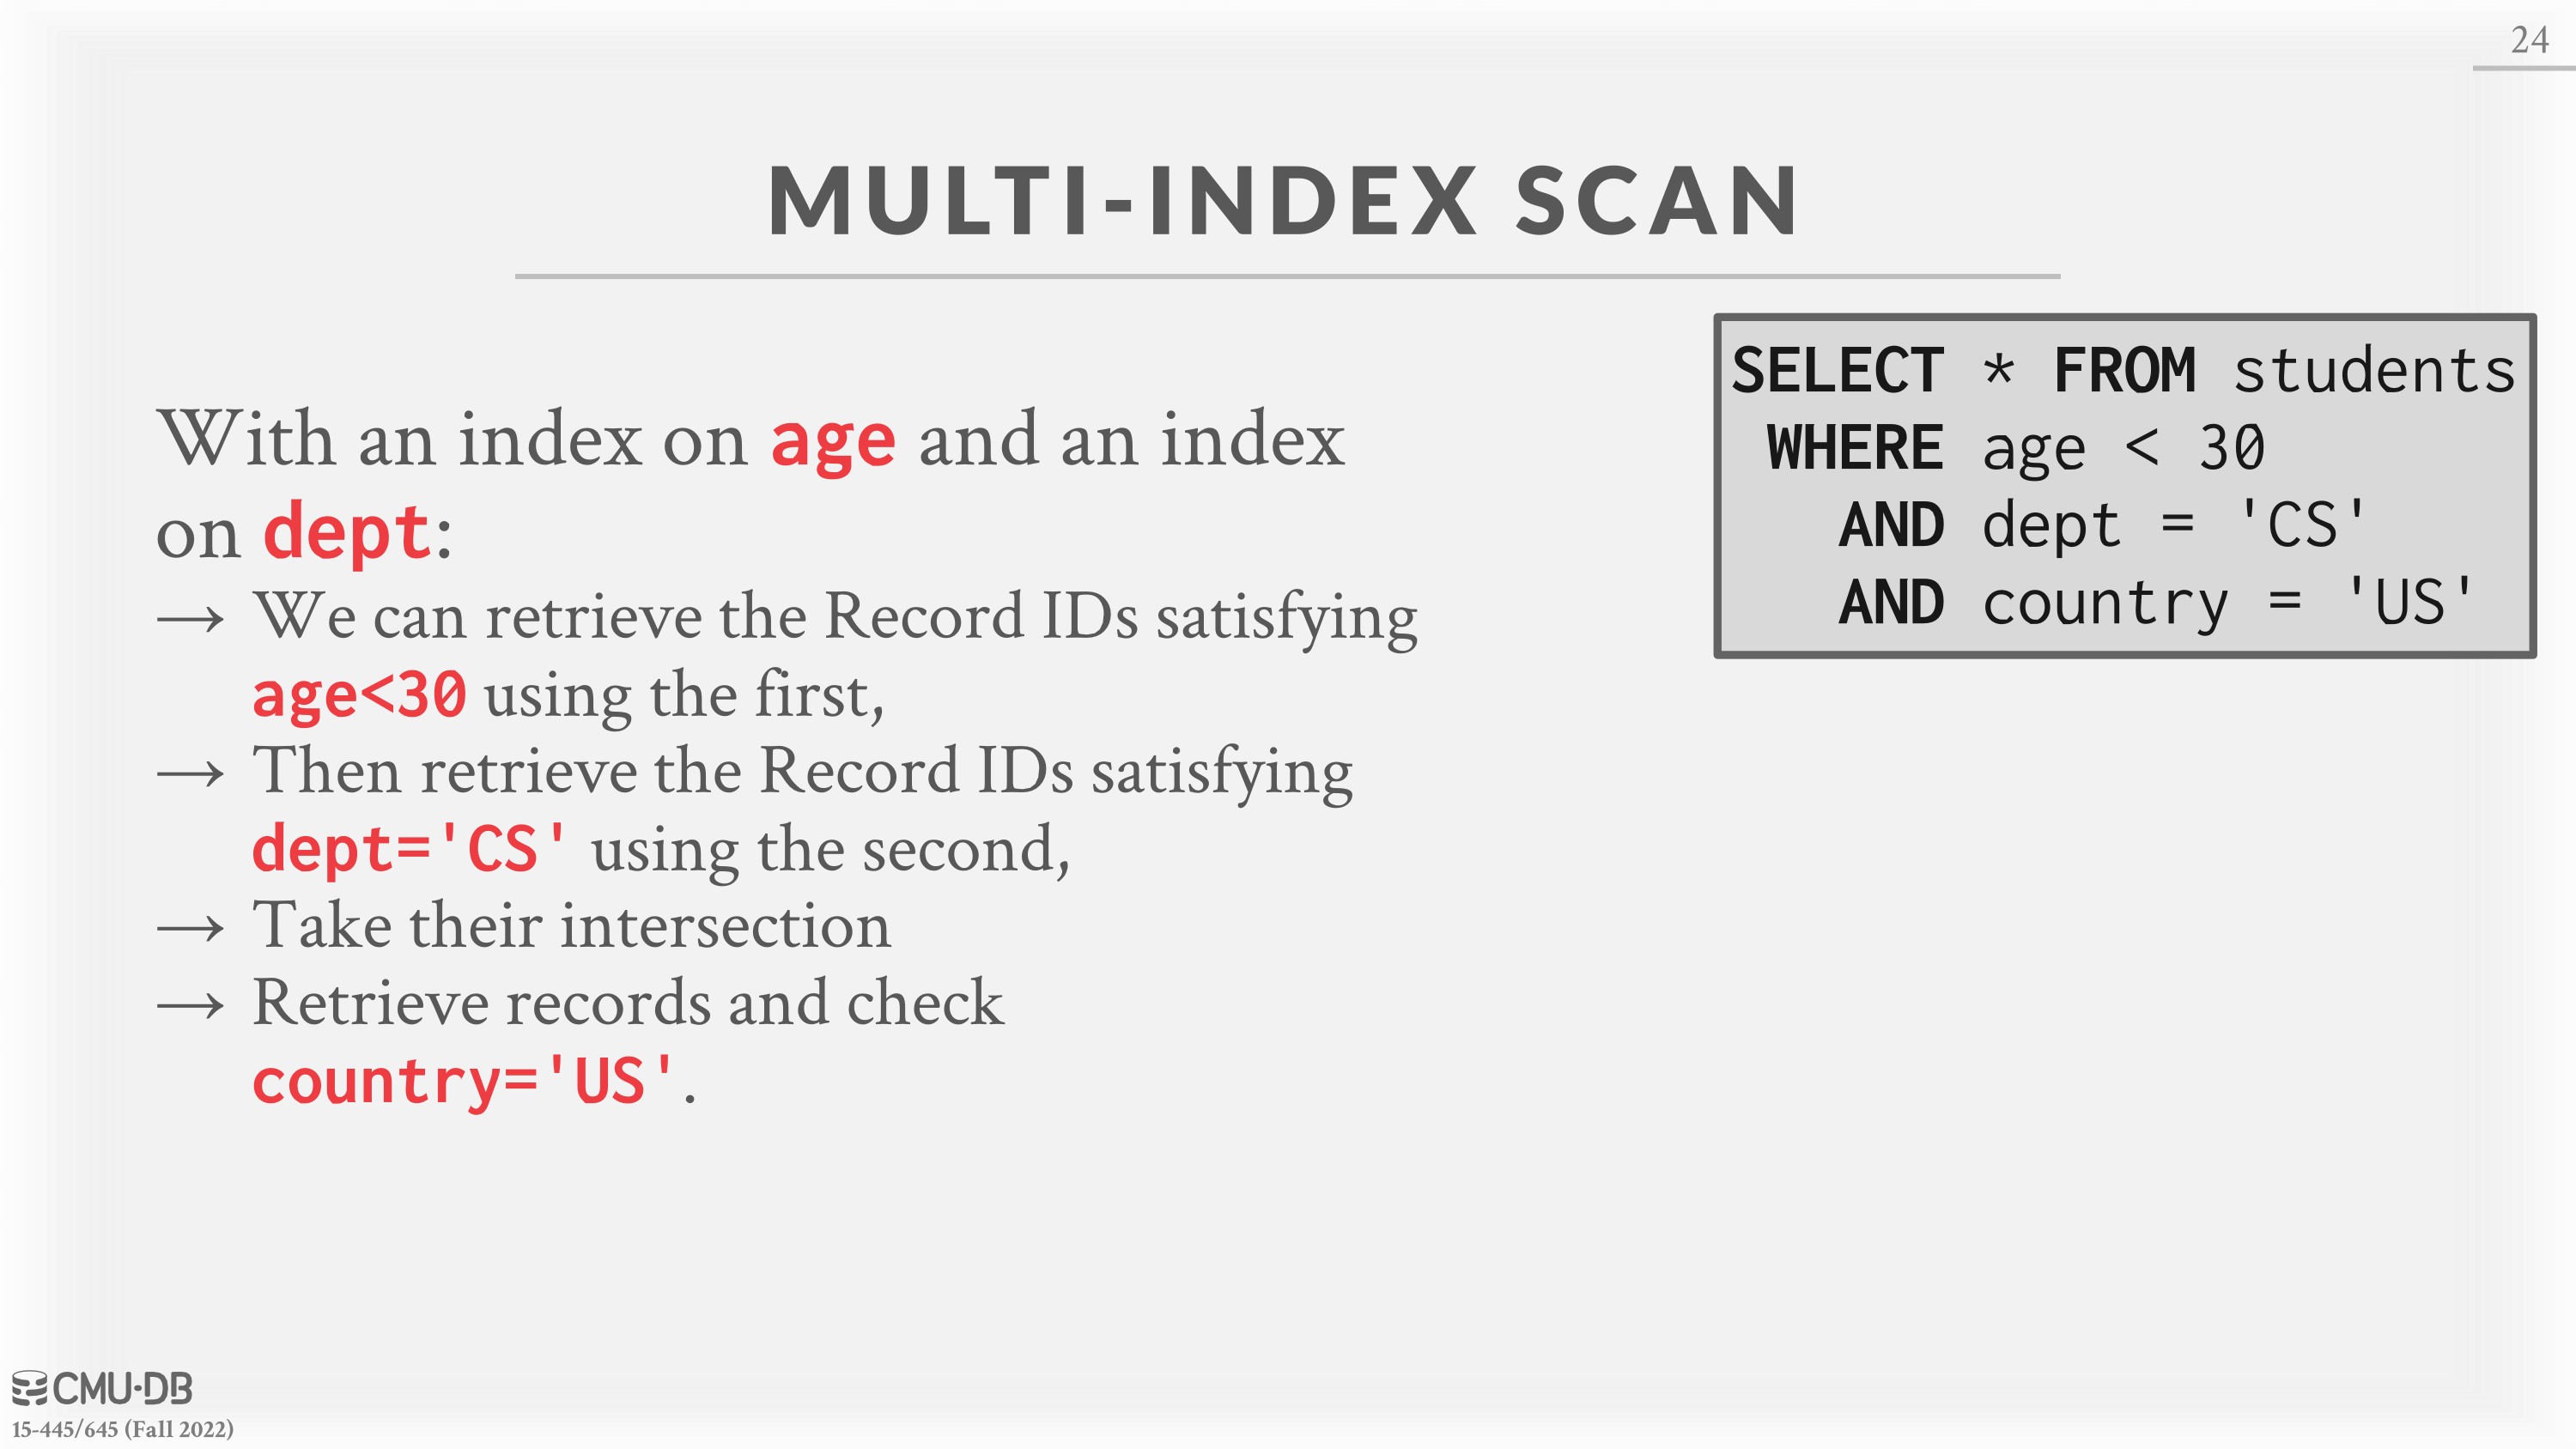 24
MULTI-INDEX SCAN
With an index on age and an index
on dept:
→ We can retrieve the Record IDs satisfying
age<30 using the first,
→ Then retrieve the Record IDs satisfying
dept='CS' using the second,
→ Take their intersection
→ Retrieve records and check
country='US'.
SELECT * FROM students
WHERE age < 30
AND dept = 'CS'
AND country = 'US'
CMU·DB
15-445/645 (Fall 2022)